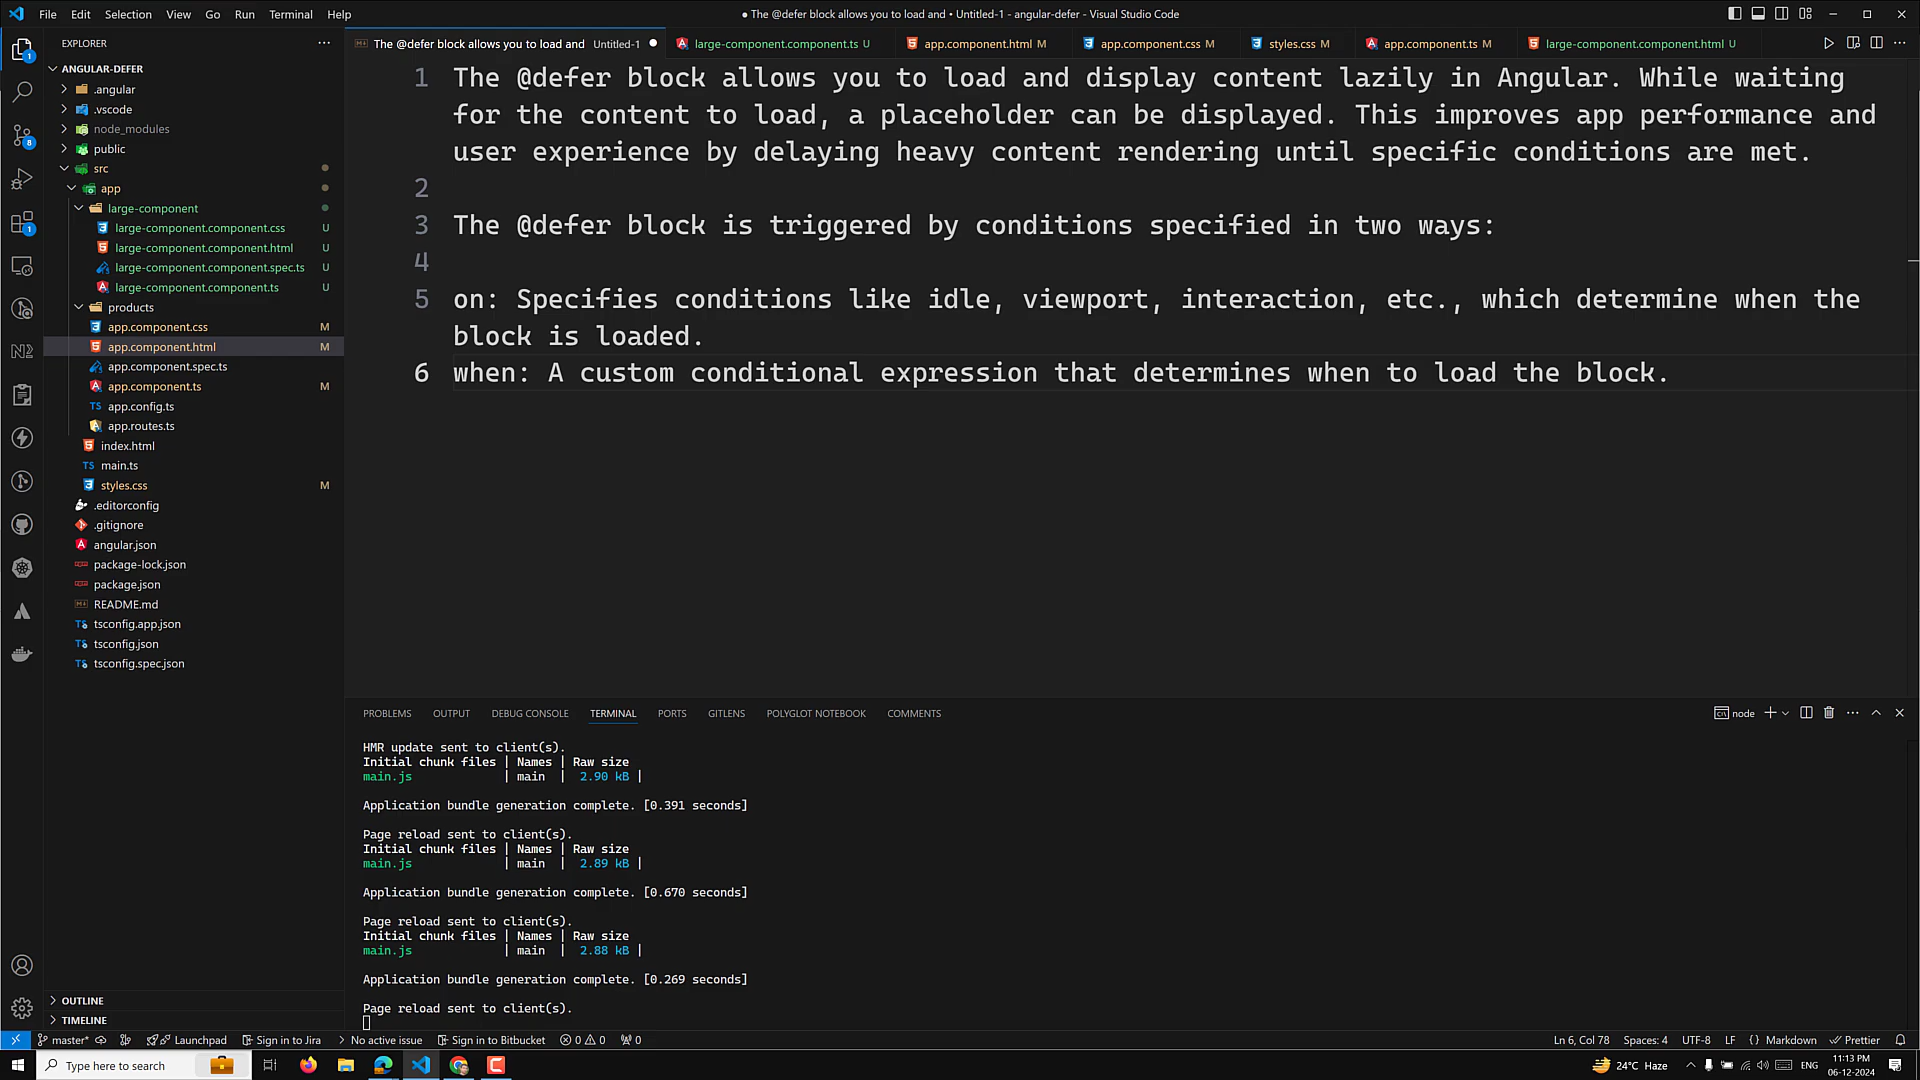 File Edit Selection View Go Run Terminal Help
● The @defer block allows you to load and • Untitled-1 - angular-defer - Visual Studio Code
EXPLORER
The @defer block allows you to load and Untitled-1
large-component.component.ts U
app.component.html M
app.component.css M
styles.css M
app.component.ts M
large-component.component.html U
ANGULAR-DEFER
.angular
.vscode
node_modules
public
src
app
large-component
large-component.component.css U
large-component.component.html U
large-component.component.spec.ts U
large-component.component.ts U
products
app.component.css M
app.component.html M
app.component.spec.ts
app.component.ts M
app.config.ts
app.routes.ts
index.html
main.ts
styles.css M
.editorconfig
.gitignore
angular.json
package-lock.json
package.json
README.md
tsconfig.app.json
tsconfig.json
tsconfig.spec.json
OUTLINE
TIMELINE
1 The @defer block allows you to load and display content lazily in Angular. While waiting
for the content to load, a placeholder can be displayed. This improves app performance and
user experience by delaying heavy content rendering until specific conditions are met.
2
3 The @defer block is triggered by conditions specified in two ways:
4
5 on: Specifies conditions like idle, viewport, interaction, etc., which determine when the
block is loaded.
6 when: A custom conditional expression that determines when to load the block.
PROBLEMS OUTPUT DEBUG CONSOLE TERMINAL PORTS GITLENS POLYGLOT NOTEBOOK COMMENTS
node
HMR update sent to client(s).
Initial chunk files | Names | Raw size
main.js | main | 2.90 kB |
Application bundle generation complete. [0.391 seconds]
Page reload sent to client(s).
Initial chunk files | Names | Raw size
main.js | main | 2.89 kB |
Application bundle generation complete. [0.670 seconds]
Page reload sent to client(s).
Initial chunk files | Names | Raw size
main.js | main | 2.88 kB |
Application bundle generation complete. [0.269 seconds]
Page reload sent to client(s).
master* Launchpad Sign in to Jira No active issue Sign in to Bitbucket 0 0 0
Ln 6, Col 78 Spaces: 4 UTF-8 LF {} Markdown Prettier
Type here to search
24°C Haze
ENG
11:13 PM
06-12-2024